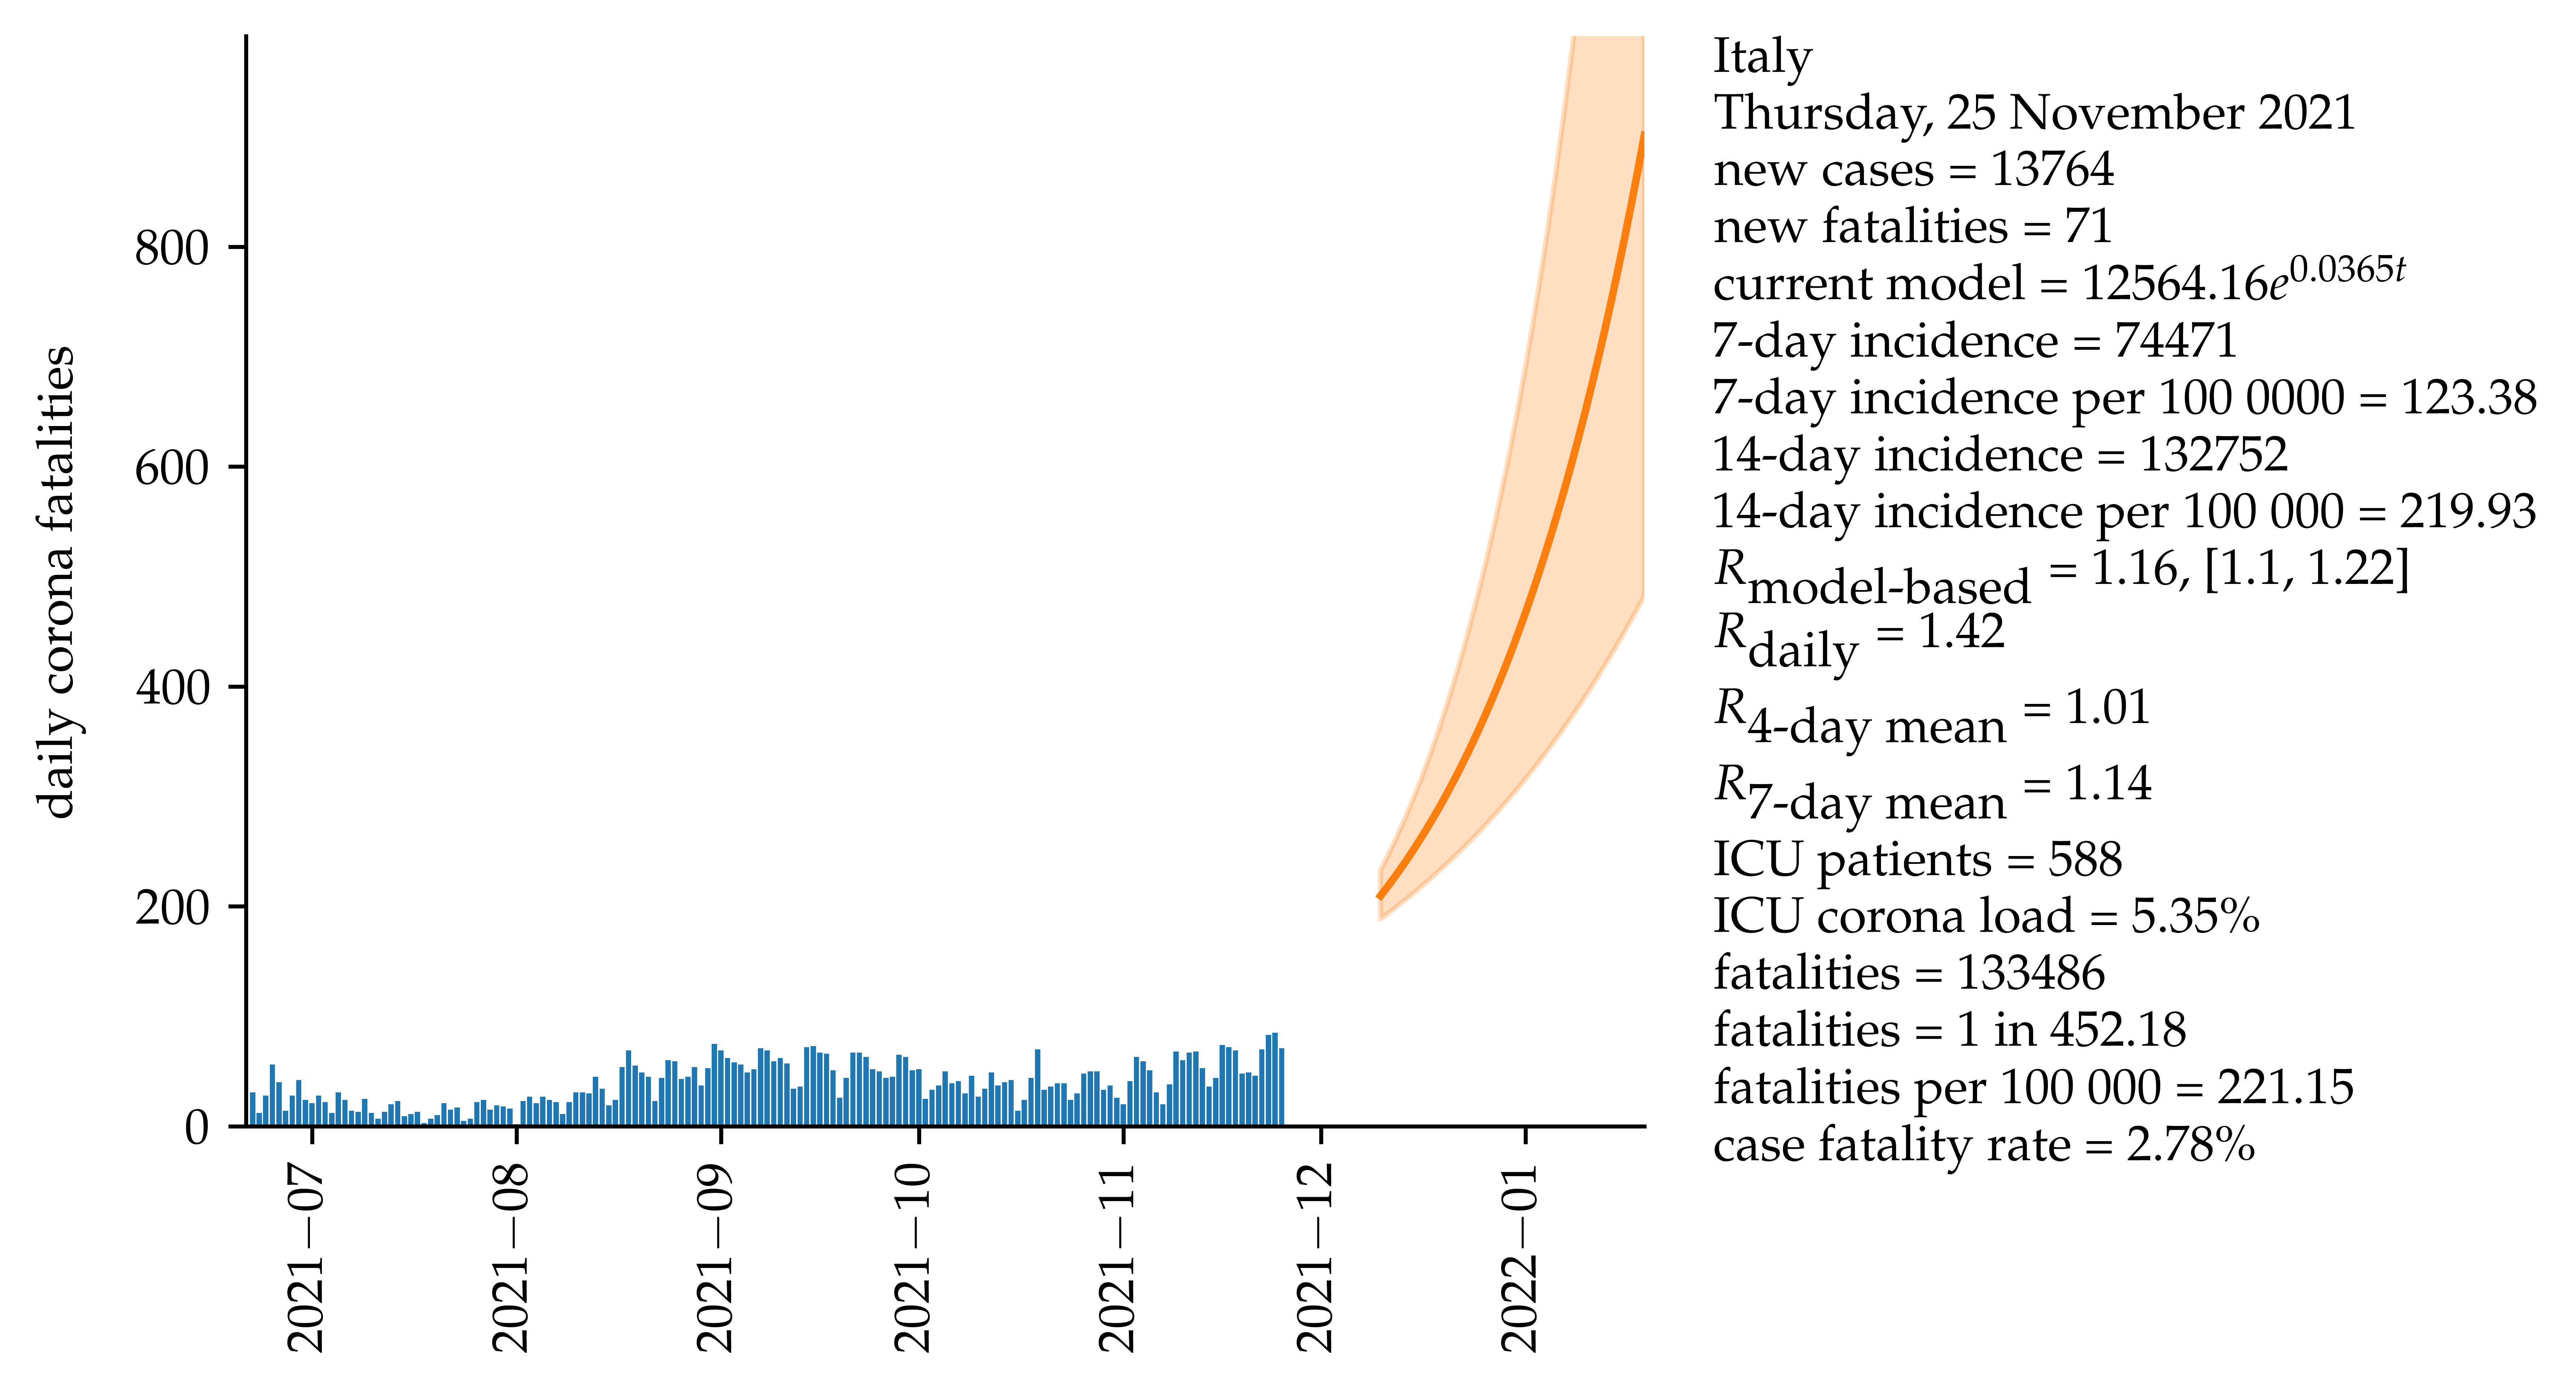 daily corona fatalities
800
600
400
200
0
2021−07
2021−08
2021−09
2021−10
2021−11
2021−12
2022−01
Italy
Thursday, 25 November 2021
new cases = 13764
new fatalities = 71
current model = 12564.16e^0.0365t
7-day incidence = 74471
7-day incidence per 100 0000 = 123.38
14-day incidence = 132752
14-day incidence per 100 000 = 219.93
R_model-based = 1.16, [1.1, 1.22]
R_daily = 1.42
R_4-day mean = 1.01
R_7-day mean = 1.14
ICU patients = 588
ICU corona load = 5.35%
fatalities = 133486
fatalities = 1 in 452.18
fatalities per 100 000 = 221.15
case fatality rate = 2.78%